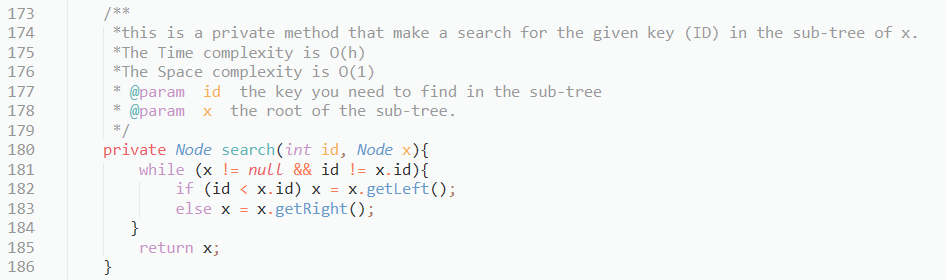 173 /**
174 *this is a private method that make a search for the given key (ID) in the sub-tree of x.
175 *The Time complexity is O(h)
176 *The Space complexity is O(1)
177 * @param id the key you need to find in the sub-tree
178 * @param x the root of the sub-tree.
179 */
180 private Node search(int id, Node x){
181 while (x != null && id != x.id){
182 if (id < x.id) x = x.getLeft();
183 else x = x.getRight();
184 }
185 return x;
186 }